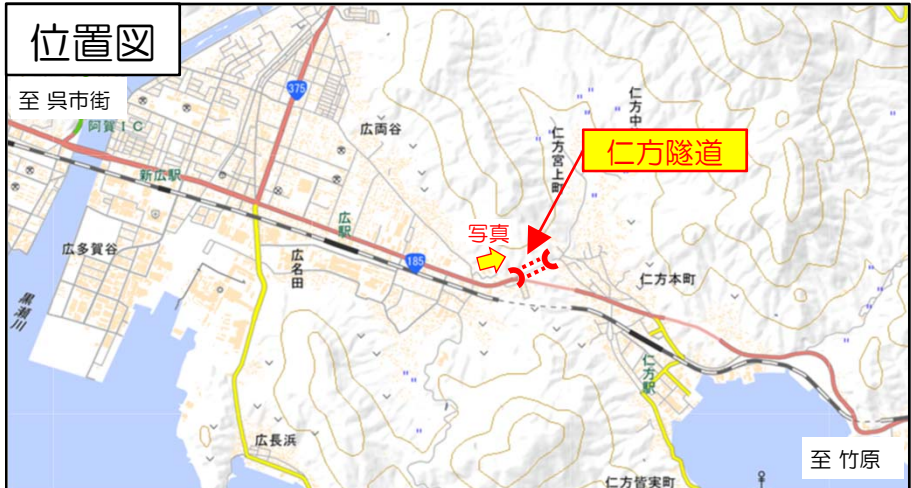 位置図
至 呉市街
阿賀IC
375
広両谷
仁方中
仁方宮上町
仁方隧道
新広駅
広多賀谷
広名田
広駅
185
写真
仁方本町
黒瀬川
仁方駅
広長浜
仁方皆実町
至 竹原